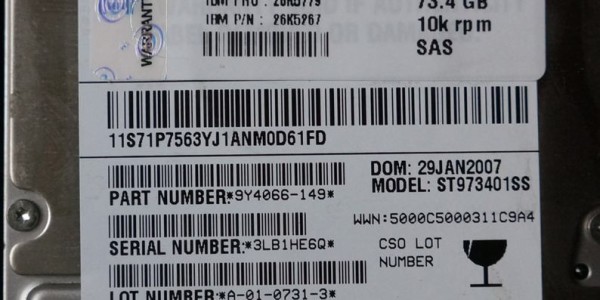 73.4 GB
IBM P/N : 26K5267
10k rpm
SAS
WARRANTY
11S71P7563YJ1ANM0D61FD
DOM: 29JAN2007
MODEL: ST973401SS
PART NUMBER:*9Y4066-149*
WWN:5000C5000311C9A4
SERIAL NUMBER:*3LB1HE6Q*
CSO LOT
NUMBER
LOT NUMBER:*A-01-0731-3*